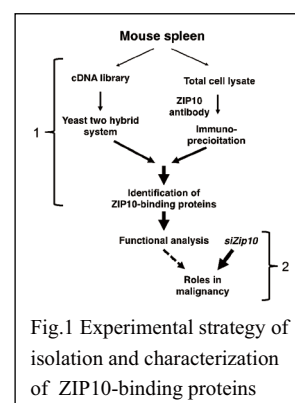 Mouse spleen
cDNA library
Total cell lysate
ZIP10
antibody
1
Yeast two hybrid
system
Immuno-
precioitation
Identification of
ZIP10-binding proteins
Functional analysis
siZip10
2
Roles in
malignancy
Fig.1 Experimental strategy of
isolation and characterization
of ZIP10-binding proteins